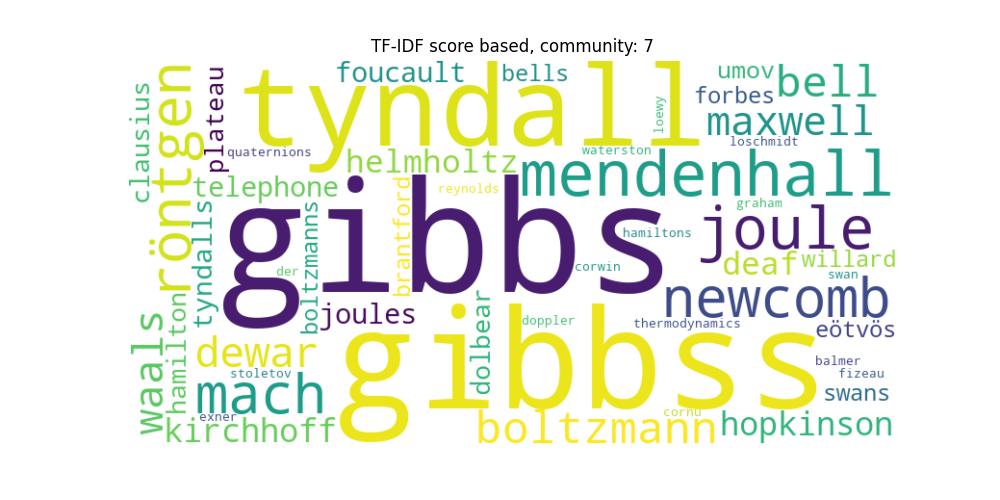 TF-IDF score based, community: 7
clausius
röntgen
plateau
tyndall
foucault
bells
loewy
umov
bell
forbes
maxwell
loschmidt
quaternions
helmholtz
waterston
mendenhall
telephone
reynolds
graham
tyndalls
gibbs
boltzmanns
brantford
hamiltons
joule
der
corwin
deaf
willard
swan
newcomb
waals
hamilton
joules
dolbear
doppler
thermodynamics
eötvös
dewar
gibbss
balmer
fizeau
stoletov
mach
swans
exner
cornu
kirchhoff
boltzmann
hopkinson